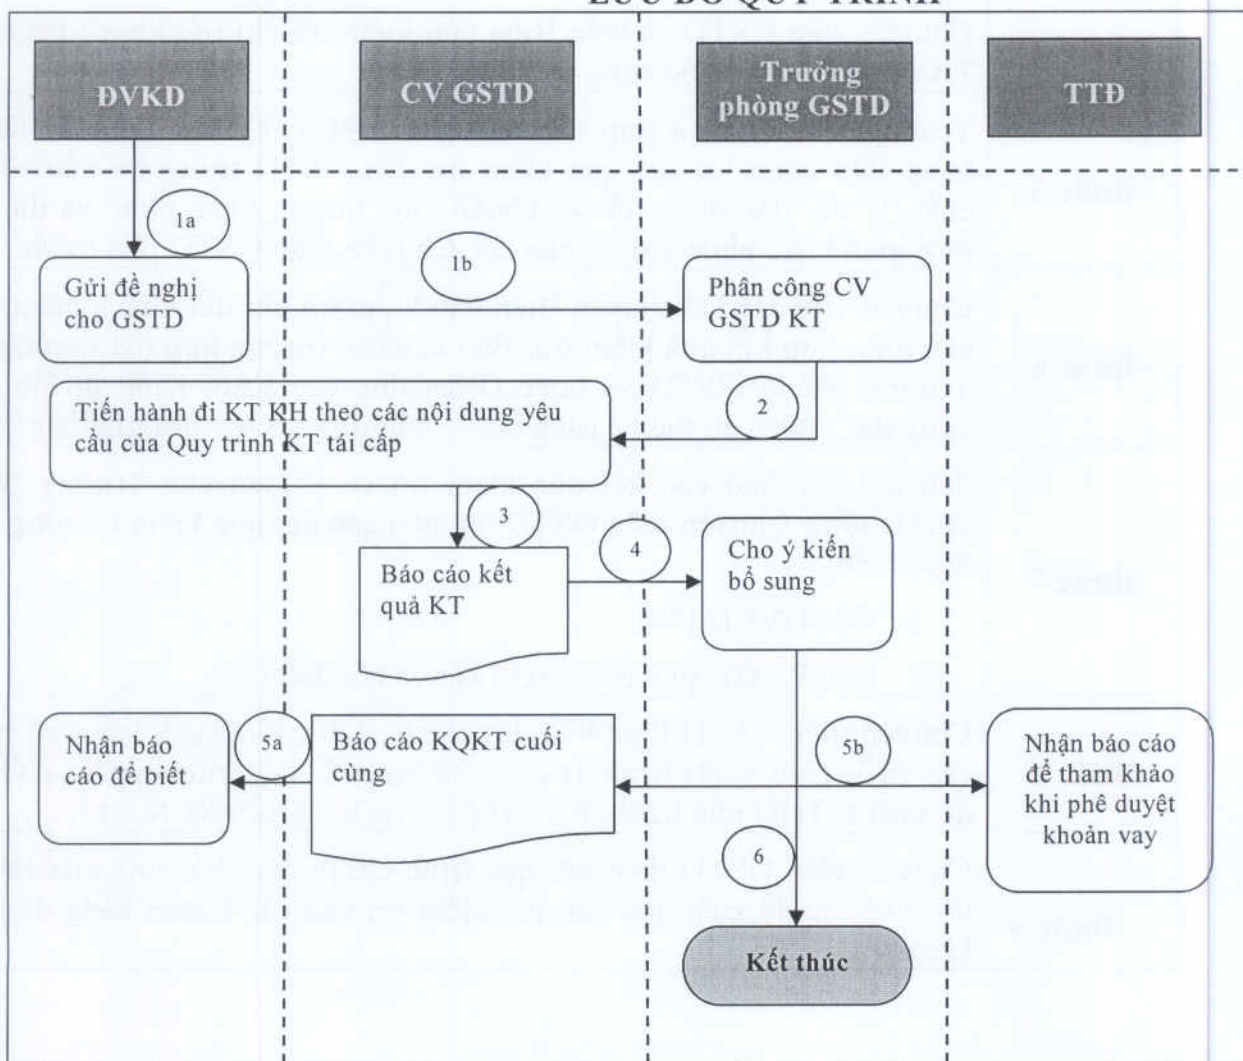 LƯU ĐỒ QUY TRÌNH
ĐVKD
CV GSTD
Trưởng
phòng GSTD
TTĐ
1a
1b
Gửi đề nghị
cho GSTD
Phân công CV
GSTD KT
2
Tiến hành đi KT KH theo các nội dung yêu
cầu của Quy trình KT tái cấp
3
4
Báo cáo kết
quả KT
Cho ý kiến
bổ sung
Nhận báo
cáo để biết
5a
Báo cáo KQKT cuối
cùng
5b
Nhận báo cáo
để tham khảo
khi phê duyệt
khoản vay
6
Kết thúc